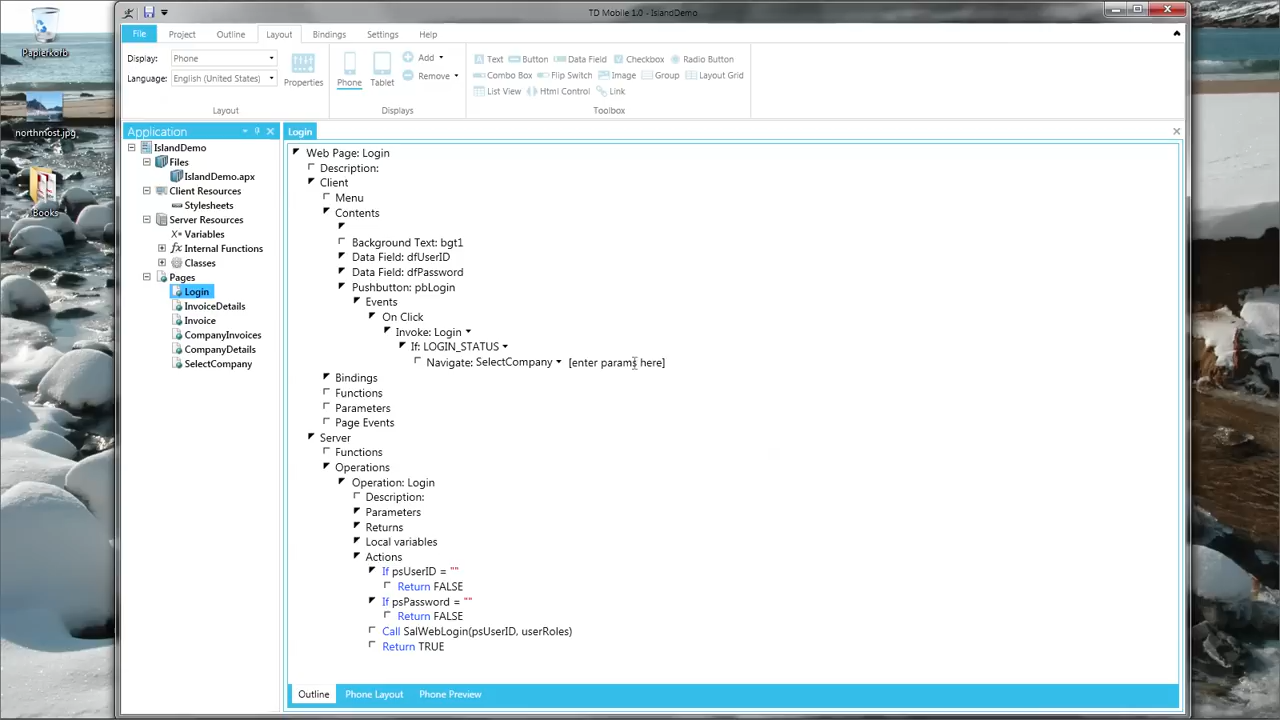 TD Mobile 1.0 - IslandDemo
Papierkorb
northmost.jpg
Books
File Project Outline Layout Bindings Settings Help
Display: Phone
Language: English (United States)
Properties
Layout
Phone Tablet
Add
Remove
Displays
Text Button Data Field Checkbox Radio Button
Combo Box Flip Switch Image Group Layout Grid
List View Html Control Link
Toolbox
Application
IslandDemo
Files
IslandDemo.apx
Client Resources
Stylesheets
Server Resources
Variables
Internal Functions
Classes
Pages
Login
InvoiceDetails
Invoice
CompanyInvoices
CompanyDetails
SelectCompany
Login
Web Page: Login
Description:
Client
Menu
Contents
Background Text: bgt1
Data Field: dfUserID
Data Field: dfPassword
Pushbutton: pbLogin
Events
On Click
Invoke: Login
If: LOGIN_STATUS
Navigate: SelectCompany [enter params here]
Bindings
Functions
Parameters
Page Events
Server
Functions
Operations
Operation: Login
Description:
Parameters
Returns
Local variables
Actions
If psUserID = ""
Return FALSE
If psPassword = ""
Return FALSE
Call SalWebLogin(psUserID, userRoles)
Return TRUE
Outline Phone Layout Phone Preview